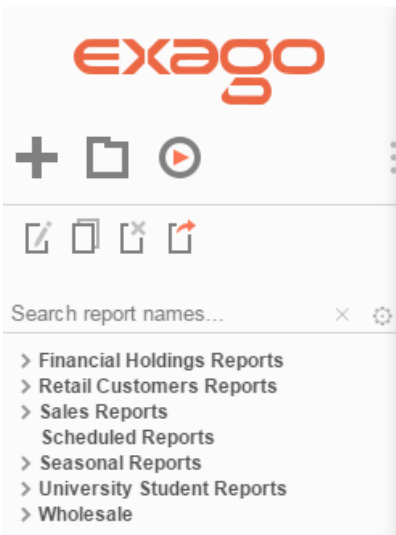 exago
Search report names...
Financial Holdings Reports
Retail Customers Reports
Sales Reports
Scheduled Reports
Seasonal Reports
University Student Reports
Wholesale